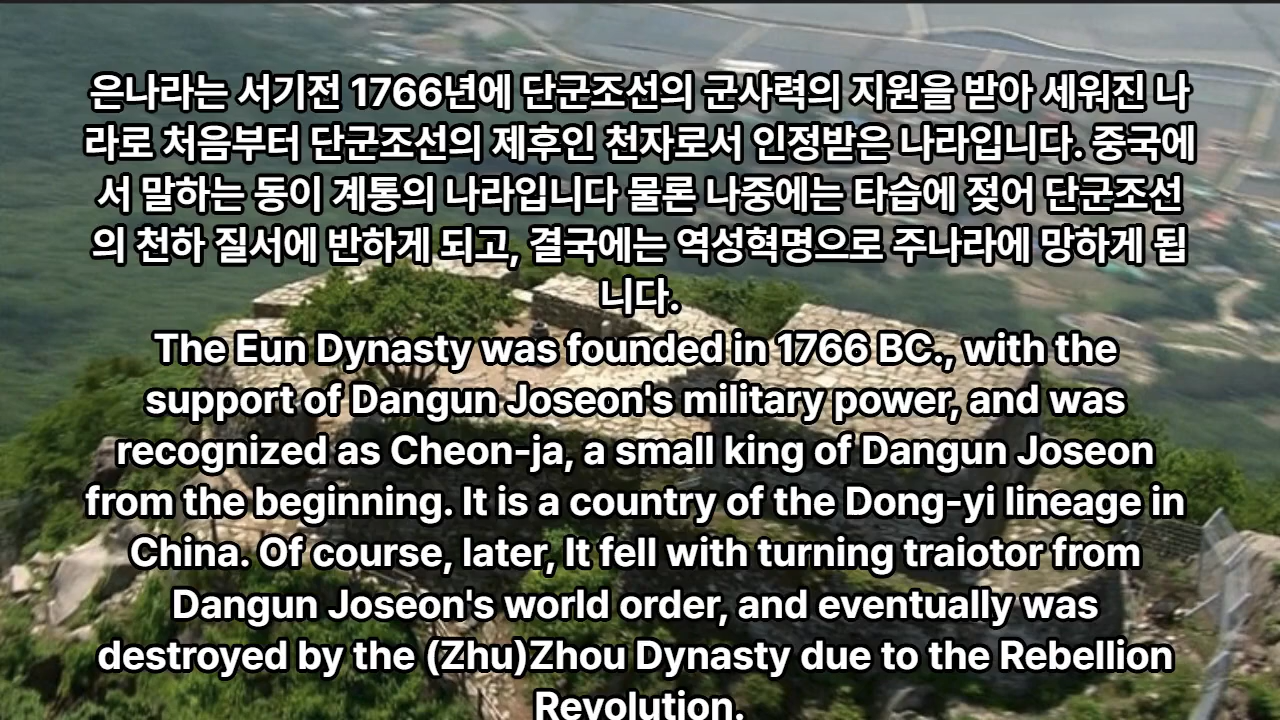 은나라는 서기전 1766년에 단군조선의 군사력의 지원을 받아 세워진 나
라로 처음부터 단군조선의 제후인 천자로서 인정받은 나라입니다. 중국에
서 말하는 동이 계통의 나라입니다 물론 나중에는 타습에 젖어 단군조선
의 천하 질서에 반하게 되고, 결국에는 역성혁명으로 주나라에 망하게 됩
니다.
The Eun Dynasty was founded in 1766 BC., with the
support of Dangun Joseon's military power, and was
recognized as Cheon-ja, a small king of Dangun Joseon
from the beginning. It is a country of the Dong-yi lineage in
China. Of course, later, It fell with turning traiotor from
Dangun Joseon's world order, and eventually was
destroyed by the (Zhu)Zhou Dynasty due to the Rebellion
Revolution.